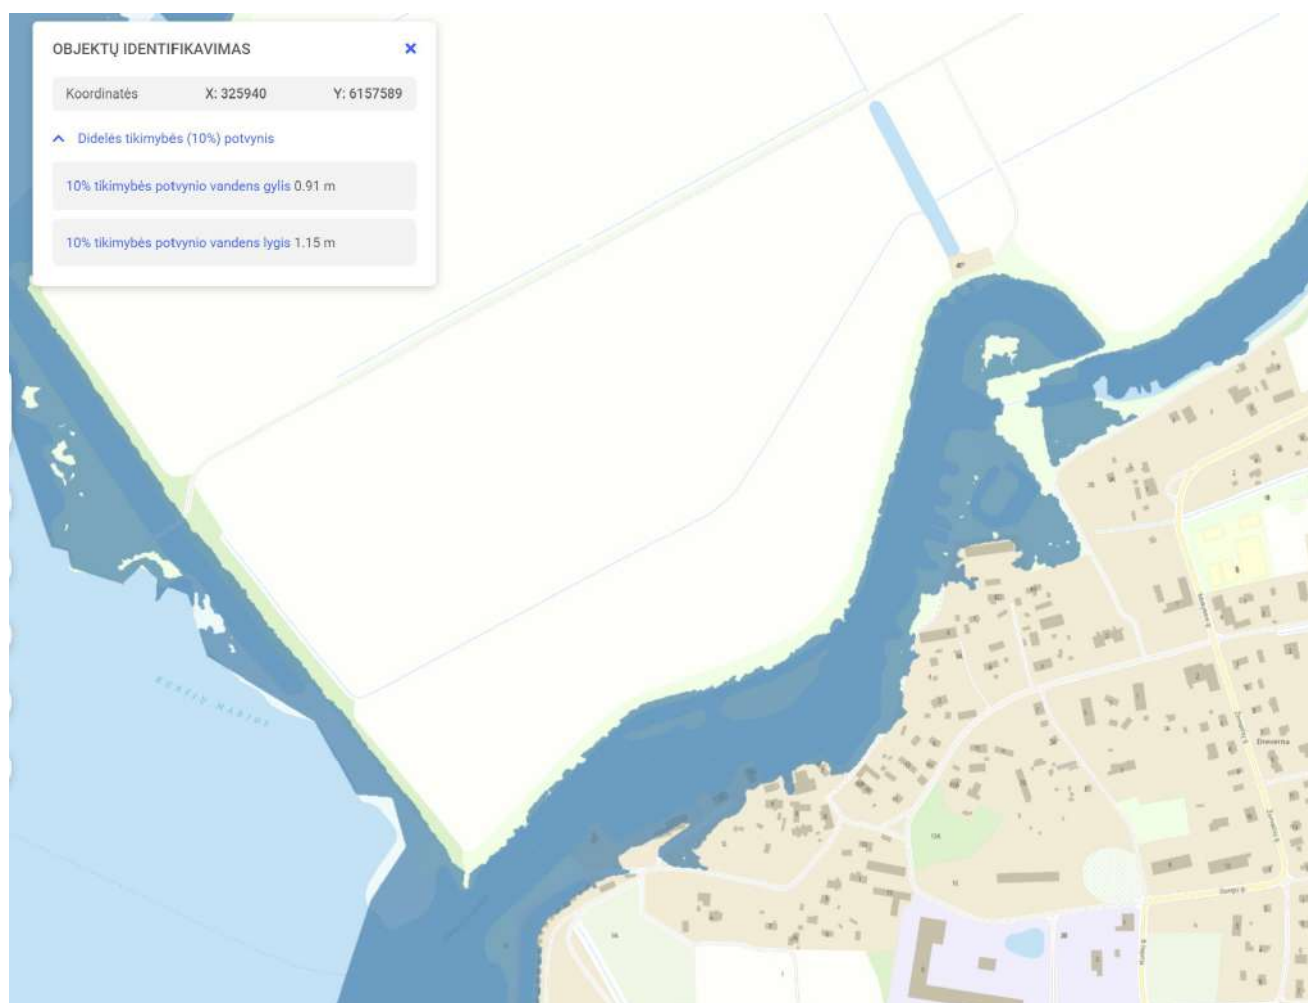 OBJEKTŲ IDENTIFIKAVIMAS
Koordinatės X: 325940 Y: 6157589
Didelės tikimybės (10%) potvynis
10% tikimybės potvynio vandens gylis 0.91 m
10% tikimybės potvynio vandens lygis 1.15 m
KURŠIŲ MARIOS
Dreverna